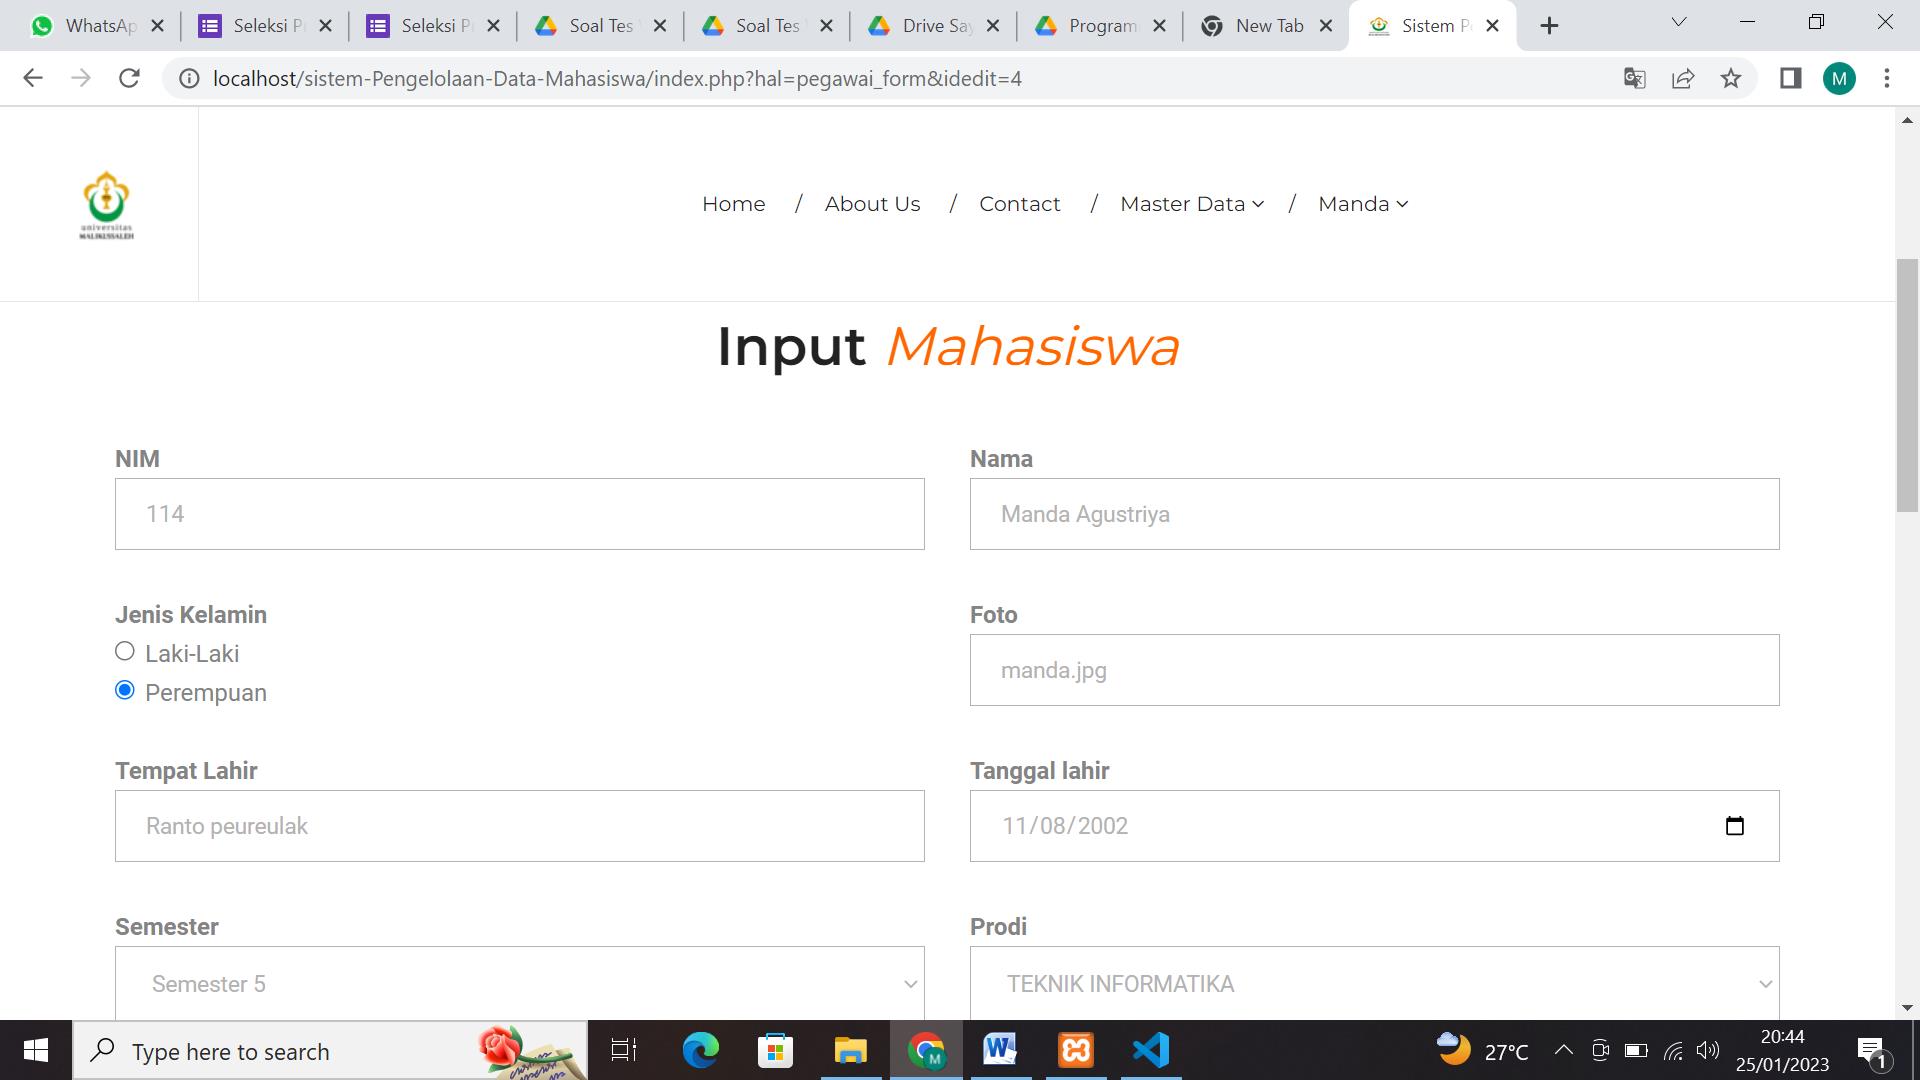 WhatsAp
Seleksi P
Seleksi P
Soal Tes
Soal Tes
Drive Say
Program
New Tab
Sistem P
localhost/sistem-Pengelolaan-Data-Mahasiswa/index.php?hal=pegawai_form&idedit=4
M
universitas
MALIKUSSALEH
Home / About Us / Contact / Master Data / Manda
Input Mahasiswa
NIM
114
Nama
Manda Agustriya
Jenis Kelamin
Laki-Laki
Perempuan
Foto
manda.jpg
Tempat Lahir
Ranto peureulak
Tanggal lahir
11/08/2002
Semester
Semester 5
Prodi
TEKNIK INFORMATIKA
Type here to search
M
27°C
20:44
25/01/2023
1